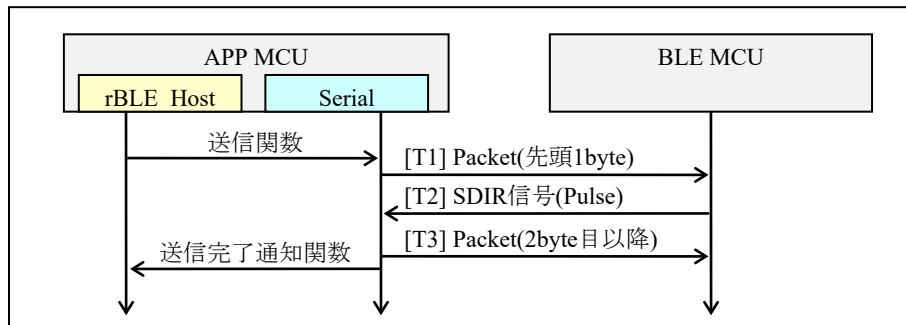 APP MCU
BLE MCU
rBLE_Host
Serial
送信関数
[T1] Packet(先頭1byte)
[T2] SDIR信号(Pulse)
[T3] Packet(2byte目以降)
送信完了通知関数